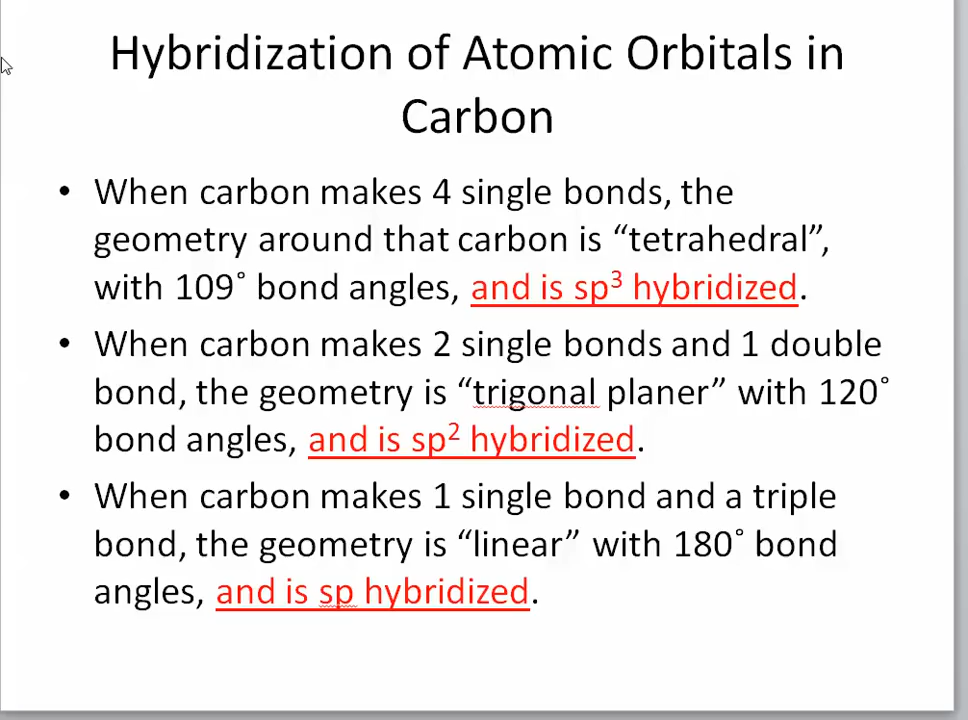 Hybridization of Atomic Orbitals in
Carbon
• When carbon makes 4 single bonds, the
geometry around that carbon is “tetrahedral”,
with 109˚ bond angles, and is sp³ hybridized.
• When carbon makes 2 single bonds and 1 double
bond, the geometry is “trigonal planer” with 120˚
bond angles, and is sp² hybridized.
• When carbon makes 1 single bond and a triple
bond, the geometry is “linear” with 180˚ bond
angles, and is sp hybridized.